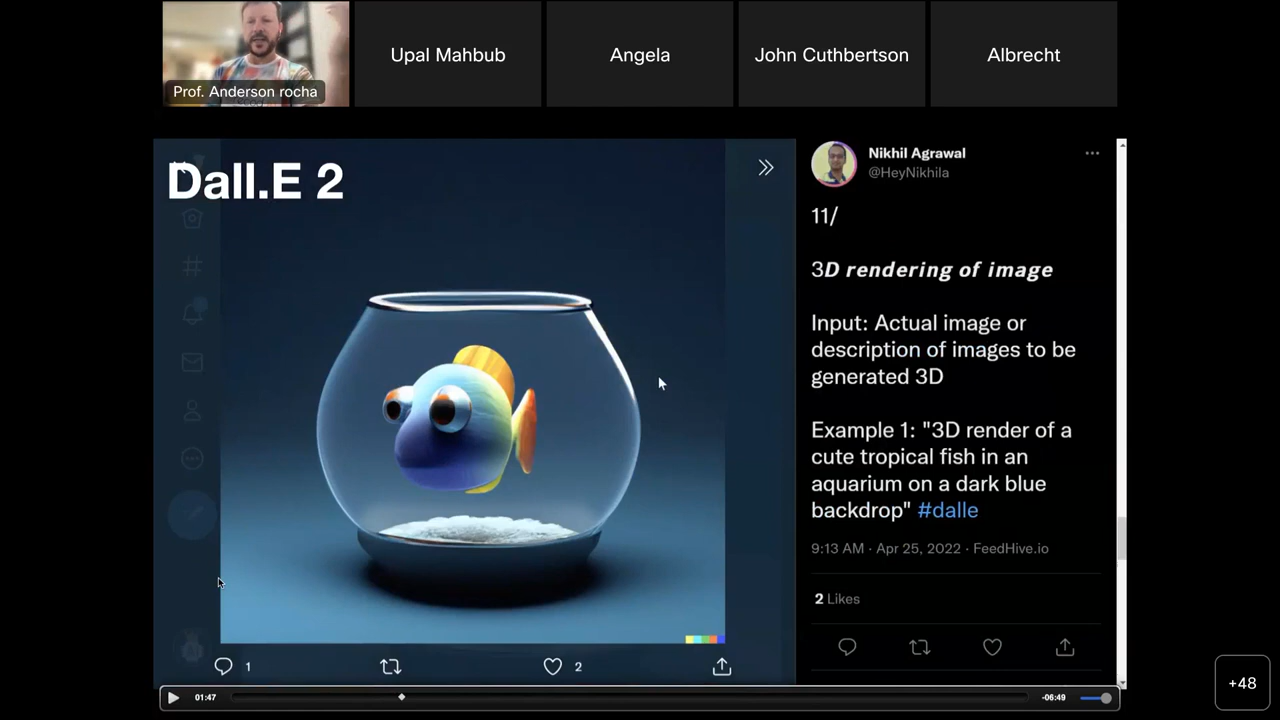 Prof. Anderson rocha
Upal Mahbub
Angela
John Cuthbertson
Albrecht
Dall.E 2
Nikhil Agrawal
@HeyNikhila
11/
3D rendering of image
Input: Actual image or
description of images to be
generated 3D
Example 1: "3D render of a
cute tropical fish in an
aquarium on a dark blue
backdrop" #dalle
9:13 AM · Apr 25, 2022 · FeedHive.io
2 Likes
1
2
01:47
-06:49
+48